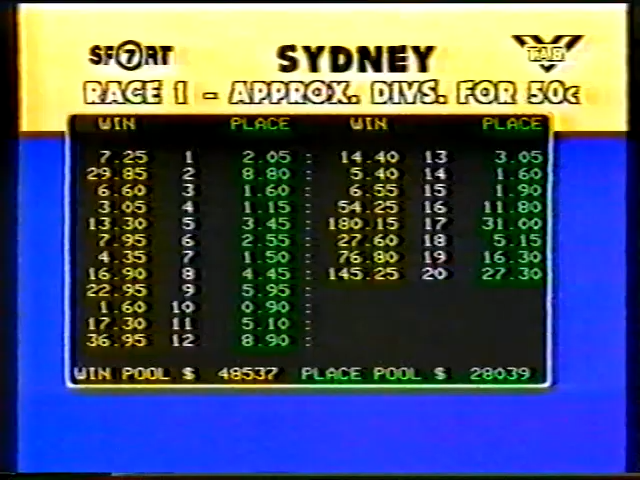 SP7RT SYDNEY TAB
RACE 1 - APPROX. DIVS. FOR 50c
WIN PLACE WIN PLACE
7.25 1 2.05 : 14.40 13 3.05
29.85 2 8.80 : 5.40 14 1.60
6.60 3 1.60 : 6.55 15 1.90
3.05 4 1.15 : 54.25 16 11.80
13.30 5 3.45 : 180.15 17 31.00
7.95 6 2.55 : 27.60 18 5.15
4.35 7 1.50 : 76.80 19 16.30
16.90 8 4.45 : 145.25 20 27.30
22.95 9 5.95 :
1.60 10 0.90 :
17.30 11 5.10 :
36.95 12 8.90 :
WIN POOL $ 48537 PLACE POOL $ 28039